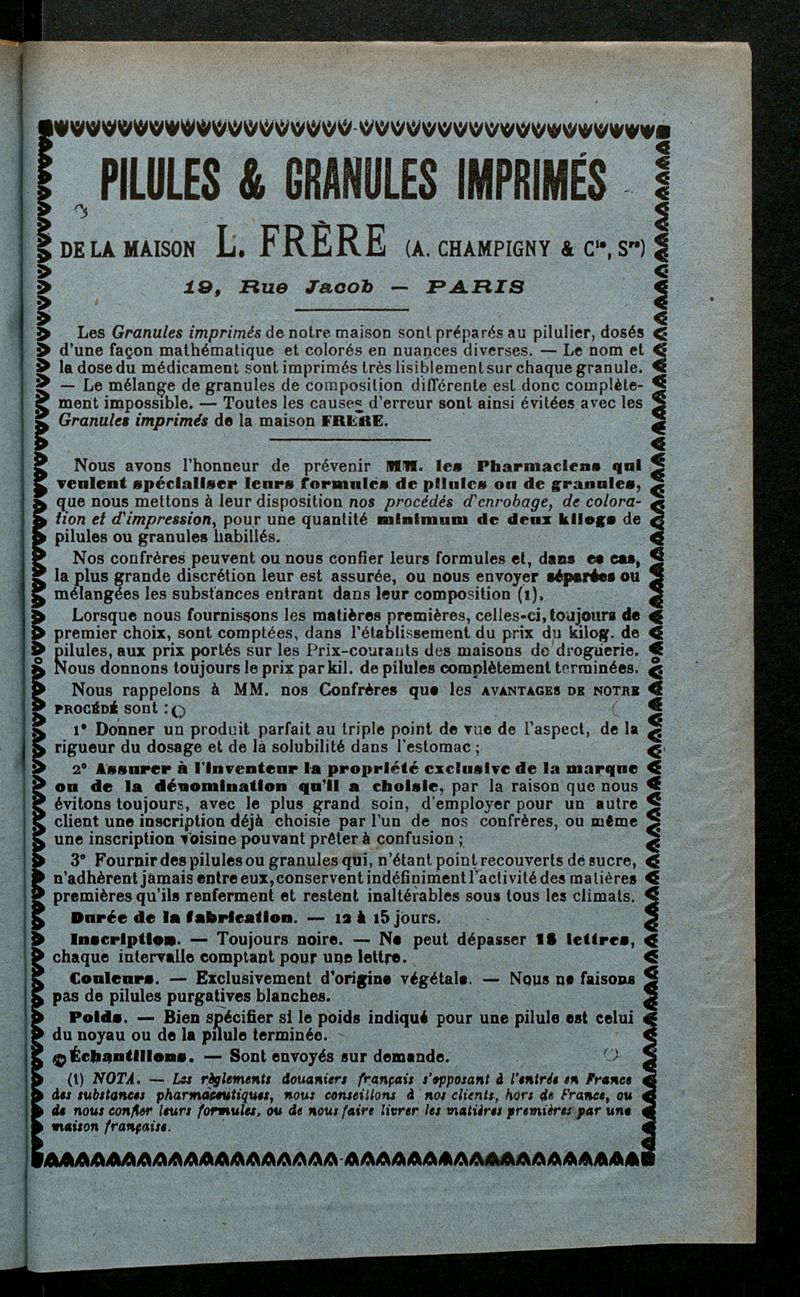 PILULES & GRANULES IMPRIMÉS
DE LA MAISON L. FRÈRE (A. CHAMPIGNY & Cie, Srs)
19, Rue Jacob — PARIS
Les Granules imprimés de notre maison sont préparés au pilulier, dosés
d'une façon mathématique et colorés en nuances diverses. — Le nom et
la dose du médicament sont imprimés très lisiblement sur chaque granule.
— Le mélange de granules de composition différente est donc complète-
ment impossible. — Toutes les causes d'erreur sont ainsi évitées avec les
Granules imprimés de la maison FRERE.
Nous avons l'honneur de prévenir MM. les Pharmaciens qui
veulent spécialiser leurs formules de pilules ou de granules,
que nous mettons à leur disposition nos procédés d'enrobage, de colora-
tion et d'impression, pour une quantité minimum de deux kilogs de
pilules ou granules habillés.
Nos confrères peuvent ou nous confier leurs formules et, dans ce cas,
la plus grande discrétion leur est assurée, ou nous envoyer séparées ou
mélangées les substances entrant dans leur composition (1).
Lorsque nous fournissons les matières premières, celles-ci, toujours de
premier choix, sont comptées, dans l'établissement du prix du kilog. de
pilules, aux prix portés sur les Prix-courants des maisons de droguerie.
Nous donnons toujours le prix par kil. de pilules complètement terminées.
Nous rappelons à MM. nos Confrères que les AVANTAGES DE NOTRE
PROCÉDÉ sont :
1° Donner un produit parfait au triple point de vue de l'aspect, de la
rigueur du dosage et de la solubilité dans l'estomac ;
2° Assurer à l'inventeur la propriété exclusive de la marque
ou de la dénomination qu'il a choisie, par la raison que nous
évitons toujours, avec le plus grand soin, d'employer pour un autre
client une inscription déjà choisie par l'un de nos confrères, ou même
une inscription voisine pouvant prêter à confusion ;
3° Fournir des pilules ou granules qui, n'étant point recouverts de sucre,
n'adhèrent jamais entre eux, conservent indéfiniment l'activité des matières
premières qu'ils renferment et restent inaltérables sous tous les climats.
Durée de la fabrication. — 12 à 15 jours.
Inscription. — Toujours noire. — Ne peut dépasser 18 lettres,
chaque intervalle comptant pour une lettre.
Couleurs. — Exclusivement d'origine végétale. — Nous ne faisons
pas de pilules purgatives blanches.
Poids. — Bien spécifier si le poids indiqué pour une pilule est celui
du noyau ou de la pilule terminée.
Échantillons. — Sont envoyés sur demande.
(1) NOTA. — Les règlements douaniers français s'opposant à l'entrée en France
des substances pharmaceutiques, nous conseillons à nos clients, hors de France, ou
de nous confier leurs formules, ou de nous faire livrer les matières premières par une
maison française.